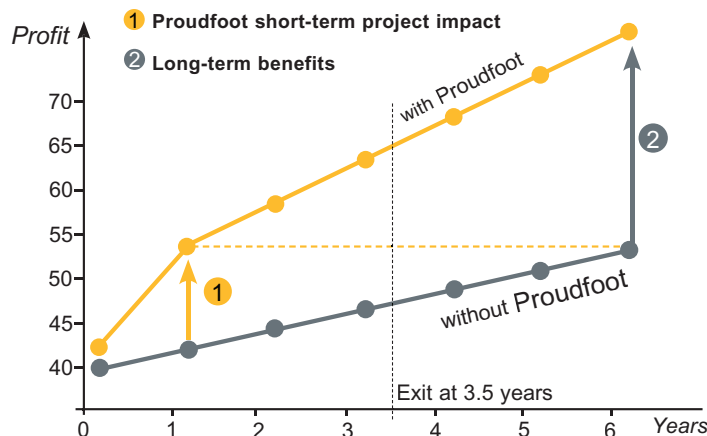 Profit
1 Proudfoot short-term project impact
2 Long-term benefits
with Proudfoot
70
65
60
55
50
45
40
1
2
without Proudfoot
Exit at 3.5 years
0 1 2 3 4 5 6 Years